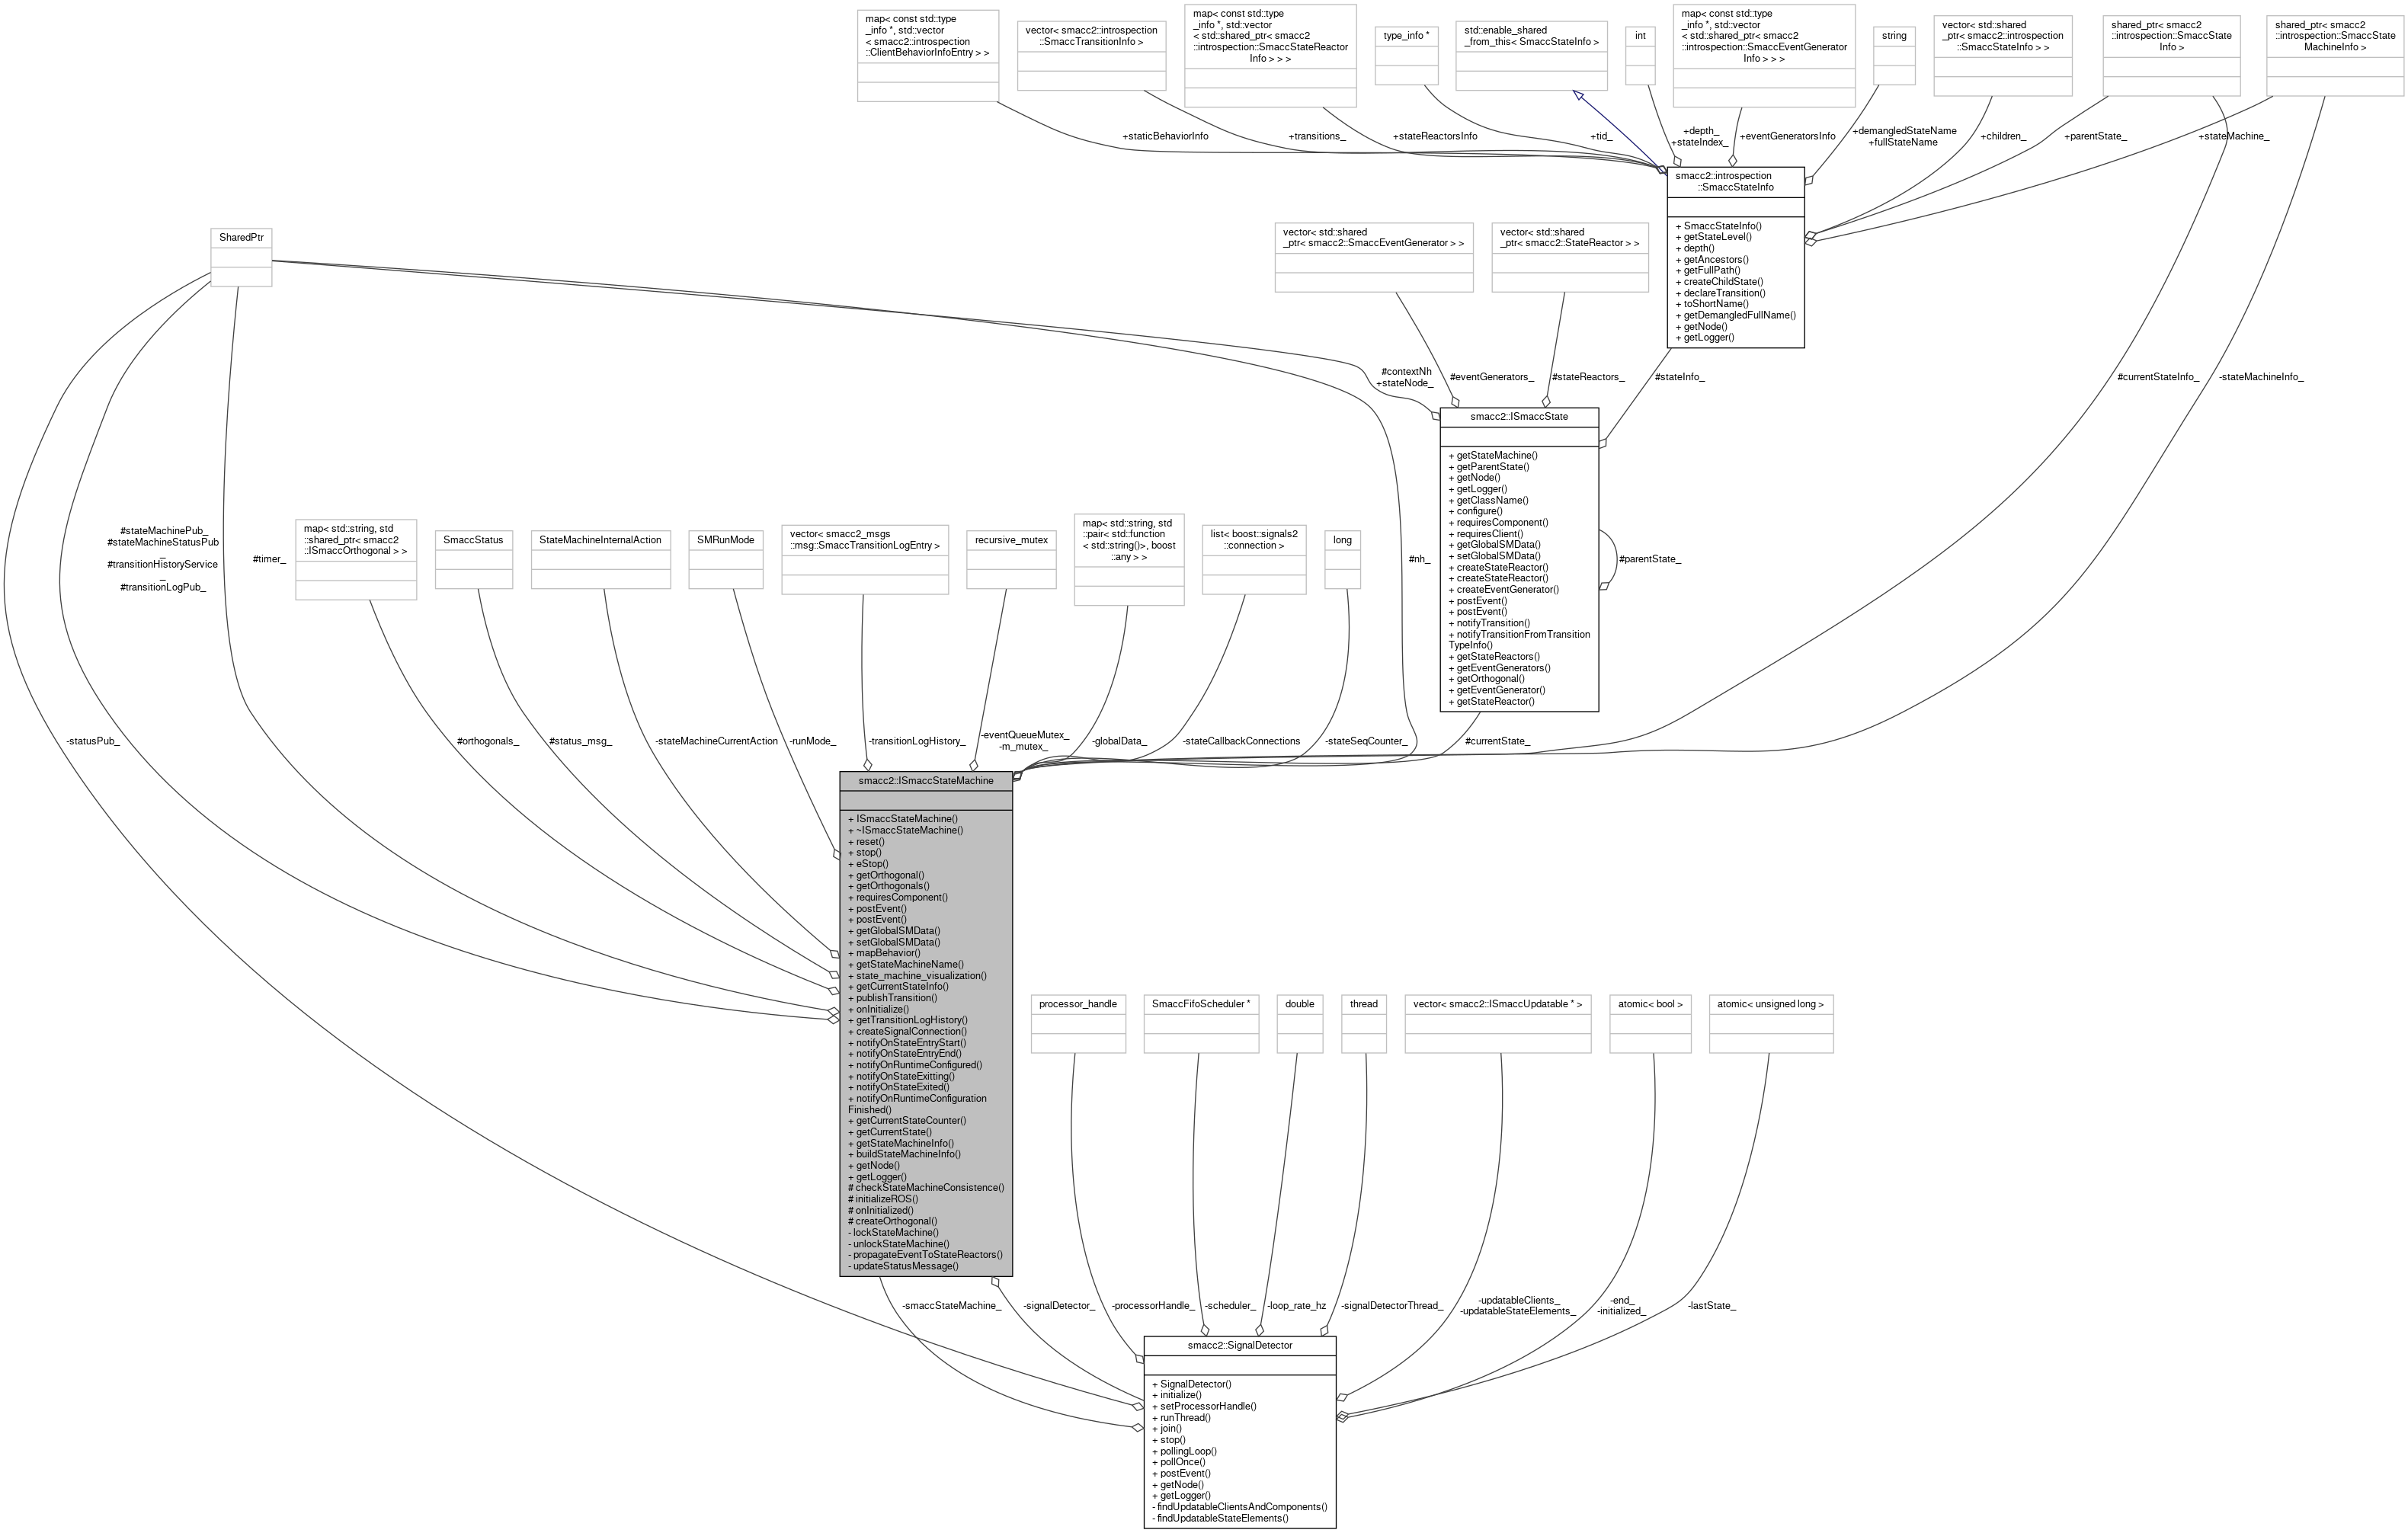 map< const std::type
_info *, std::vector
< smacc2::introspection
::ClientBehaviorInfoEntry > >
vector< smacc2::introspection
::SmaccTransitionInfo >
map< const std::type
_info *, std::vector
< std::shared_ptr< smacc2
::introspection::SmaccStateReactor
Info > > >
type_info *
std::enable_shared
_from_this< SmaccStateInfo >
int
map< const std::type
_info *, std::vector
< std::shared_ptr< smacc2
::introspection::SmaccEventGenerator
Info > > >
string
vector< std::shared
_ptr< smacc2::introspection
::SmaccStateInfo > >
shared_ptr< smacc2
::introspection::SmaccState
Info >
shared_ptr< smacc2
::introspection::SmaccState
MachineInfo >
+staticBehaviorInfo
+transitions_
+stateReactorsInfo
+tid_
+depth_
+stateIndex_
+eventGeneratorsInfo
+demangledStateName
+fullStateName
+children_
+parentState_
+stateMachine_
smacc2::introspection
::SmaccStateInfo
+ SmaccStateInfo()
+ getStateLevel()
+ depth()
+ getAncestors()
+ getFullPath()
+ createChildState()
+ declareTransition()
+ toShortName()
+ getDemangledFullName()
+ getNode()
+ getLogger()
SharedPtr
vector< std::shared
_ptr< smacc2::SmaccEventGenerator > >
vector< std::shared
_ptr< smacc2::StateReactor > >
#contextNh
+stateNode_
#eventGenerators_
#stateReactors_
#stateInfo_
#currentStateInfo_
-stateMachineInfo_
smacc2::ISmaccState
+ getStateMachine()
+ getParentState()
+ getNode()
+ getLogger()
+ getClassName()
+ configure()
+ requiresComponent()
+ requiresClient()
+ getGlobalSMData()
+ setGlobalSMData()
+ createStateReactor()
+ createStateReactor()
+ createEventGenerator()
+ postEvent()
+ postEvent()
+ notifyTransition()
+ notifyTransitionFromTransition
TypeInfo()
+ getStateReactors()
+ getEventGenerators()
+ getOrthogonal()
+ getEventGenerator()
+ getStateReactor()
#parentState_
#stateMachinePub_
#stateMachineStatusPub
_
#transitionHistoryService
_
#transitionLogPub_
#timer_
map< std::string, std
::shared_ptr< smacc2
::ISmaccOrthogonal > >
SmaccStatus
StateMachineInternalAction
SMRunMode
vector< smacc2_msgs
::msg::SmaccTransitionLogEntry >
recursive_mutex
map< std::string, std
::pair< std::function
< std::string()>, boost
::any > >
list< boost::signals2
::connection >
long
#nh_
-statusPub_
#orthogonals_
#status_msg_
-stateMachineCurrentAction
-runMode_
-transitionLogHistory_
-eventQueueMutex_
-m_mutex_
-globalData_
-stateCallbackConnections
-stateSeqCounter_
#currentState_
smacc2::ISmaccStateMachine
+ ISmaccStateMachine()
+ ~ISmaccStateMachine()
+ reset()
+ stop()
+ eStop()
+ getOrthogonal()
+ getOrthogonals()
+ requiresComponent()
+ postEvent()
+ postEvent()
+ getGlobalSMData()
+ setGlobalSMData()
+ mapBehavior()
+ getStateMachineName()
+ state_machine_visualization()
+ getCurrentStateInfo()
+ publishTransition()
+ onInitialize()
+ getTransitionLogHistory()
+ createSignalConnection()
+ notifyOnStateEntryStart()
+ notifyOnStateEntryEnd()
+ notifyOnRuntimeConfigured()
+ notifyOnStateExitting()
+ notifyOnStateExited()
+ notifyOnRuntimeConfiguration
Finished()
+ getCurrentStateCounter()
+ getCurrentState()
+ getStateMachineInfo()
+ buildStateMachineInfo()
+ getNode()
+ getLogger()
# checkStateMachineConsistence()
# initializeROS()
# onInitialized()
# createOrthogonal()
- lockStateMachine()
- unlockStateMachine()
- propagateEventToStateReactors()
- updateStatusMessage()
processor_handle
SmaccFifoScheduler *
double
thread
vector< smacc2::ISmaccUpdatable * >
atomic< bool >
atomic< unsigned long >
-smaccStateMachine_
-signalDetector_
-processorHandle_
-scheduler_
-loop_rate_hz
-signalDetectorThread_
-updatableClients_
-updatableStateElements_
-end_
-initialized_
-lastState_
smacc2::SignalDetector
+ SignalDetector()
+ initialize()
+ setProcessorHandle()
+ runThread()
+ join()
+ stop()
+ pollingLoop()
+ pollOnce()
+ postEvent()
+ getNode()
+ getLogger()
- findUpdatableClientsAndComponents()
- findUpdatableStateElements()